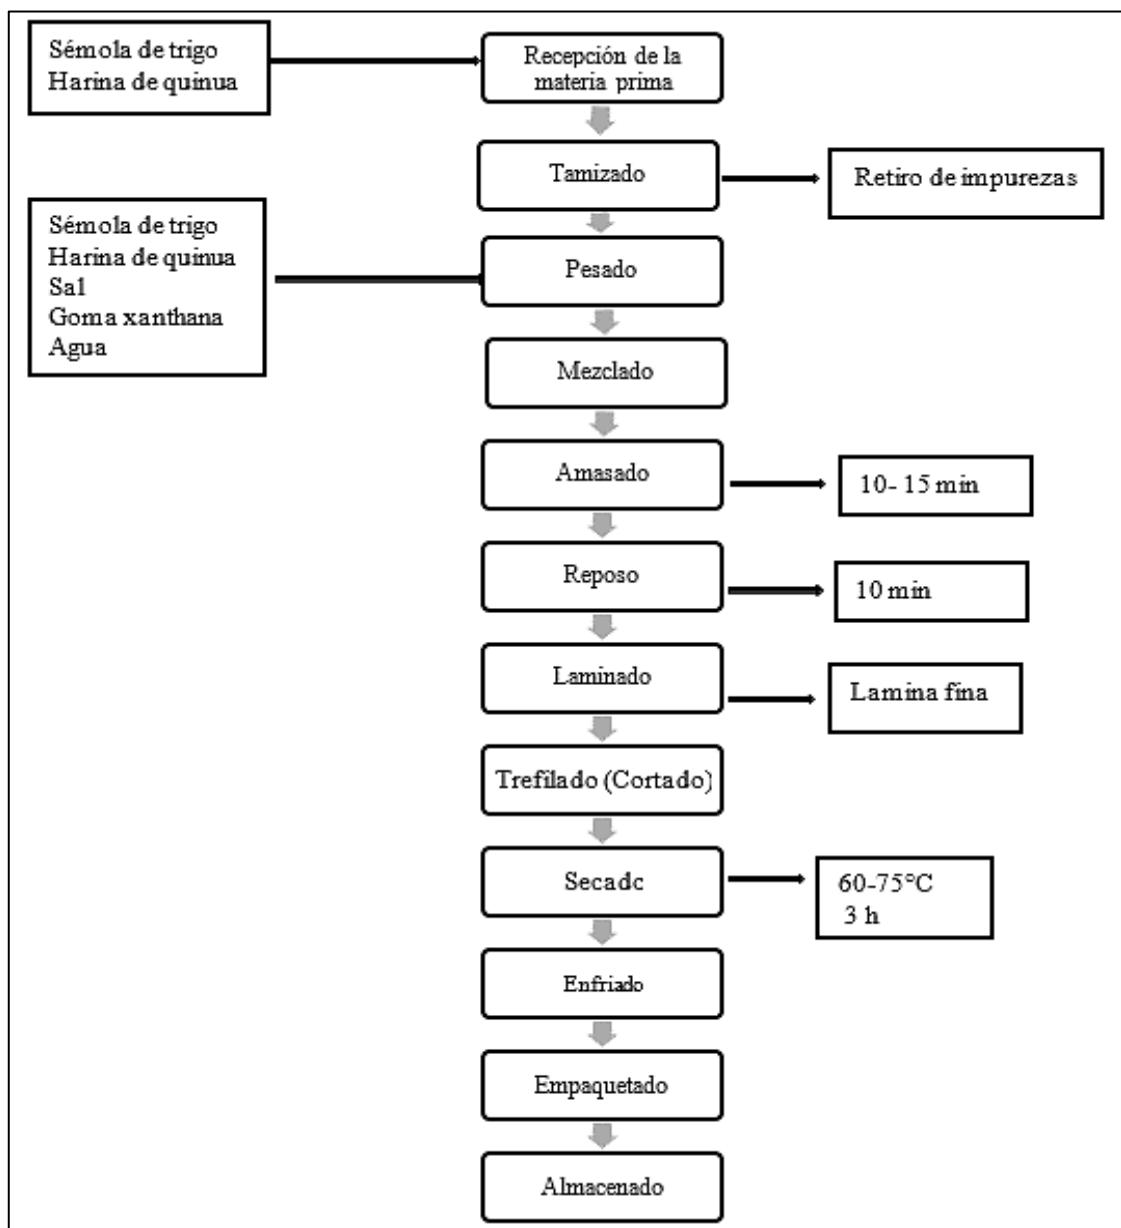 Sémola de trigo
Harina de quinua
Recepción de la
materia prima
Tamizado
Retiro de impurezas
Sémola de trigo
Harina de quinua
Sal
Goma xanthana
Agua
Pesado
Mezclado
Amasado
10- 15 min
Reposo
10 min
Laminado
Lamina fina
Trefilado (Cortado)
Secado
60-75°C
3 h
Enfriado
Empaquetado
Almacenado